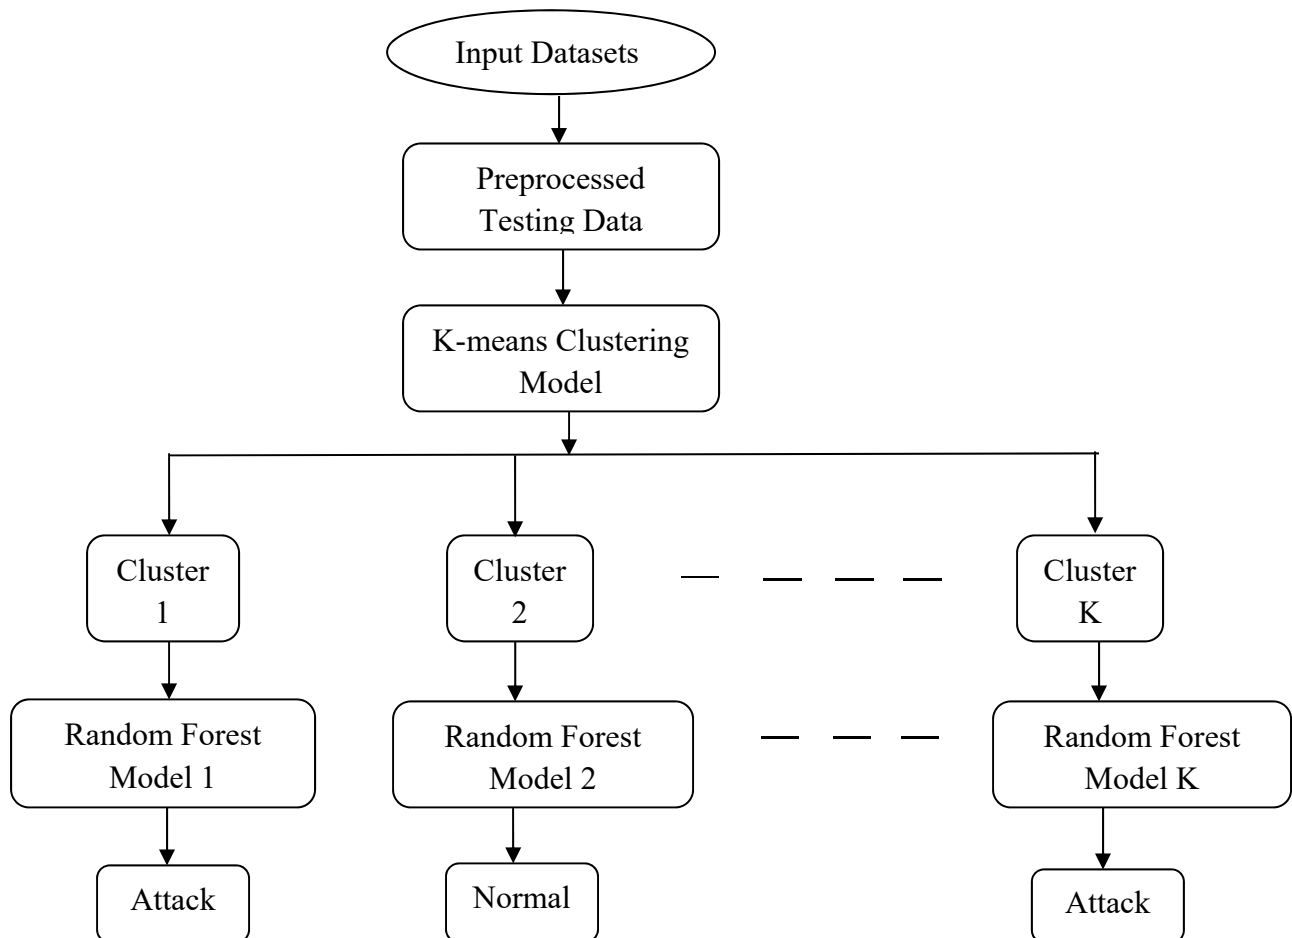 Input Datasets
Preprocessed
Testing Data
K-means Clustering
Model
Cluster
1
Cluster
2
Cluster
K
Random Forest
Model 1
Random Forest
Model 2
Random Forest
Model K
Attack
Normal
Attack